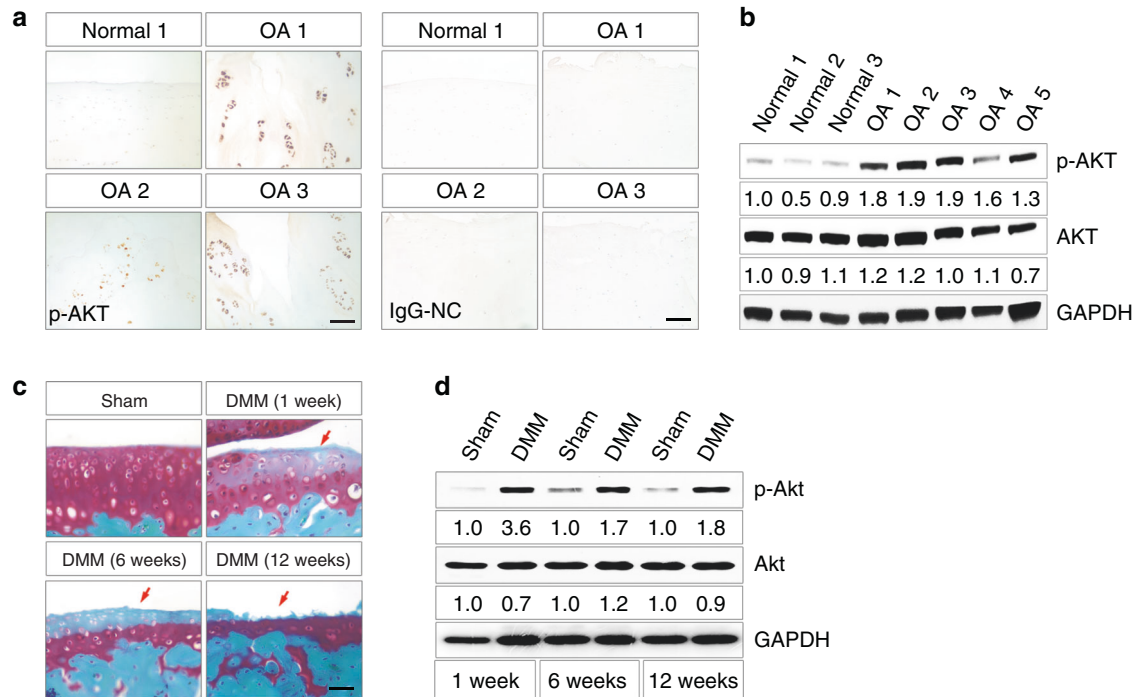 a
Normal 1 OA 1 Normal 1 OA 1
OA 2 OA 3 OA 2 OA 3
p-AKT IgG-NC
b
Normal 1 Normal 2 Normal 3 OA 1 OA 2 OA 3 OA 4 OA 5
p-AKT
1.0 0.5 0.9 1.8 1.9 1.9 1.6 1.3
AKT
1.0 0.9 1.1 1.2 1.2 1.0 1.1 0.7
GAPDH
c
Sham DMM (1 week)
DMM (6 weeks) DMM (12 weeks)
d
Sham DMM Sham DMM Sham DMM
p-Akt
1.0 3.6 1.0 1.7 1.0 1.8
Akt
1.0 0.7 1.0 1.2 1.0 0.9
GAPDH
1 week 6 weeks 12 weeks